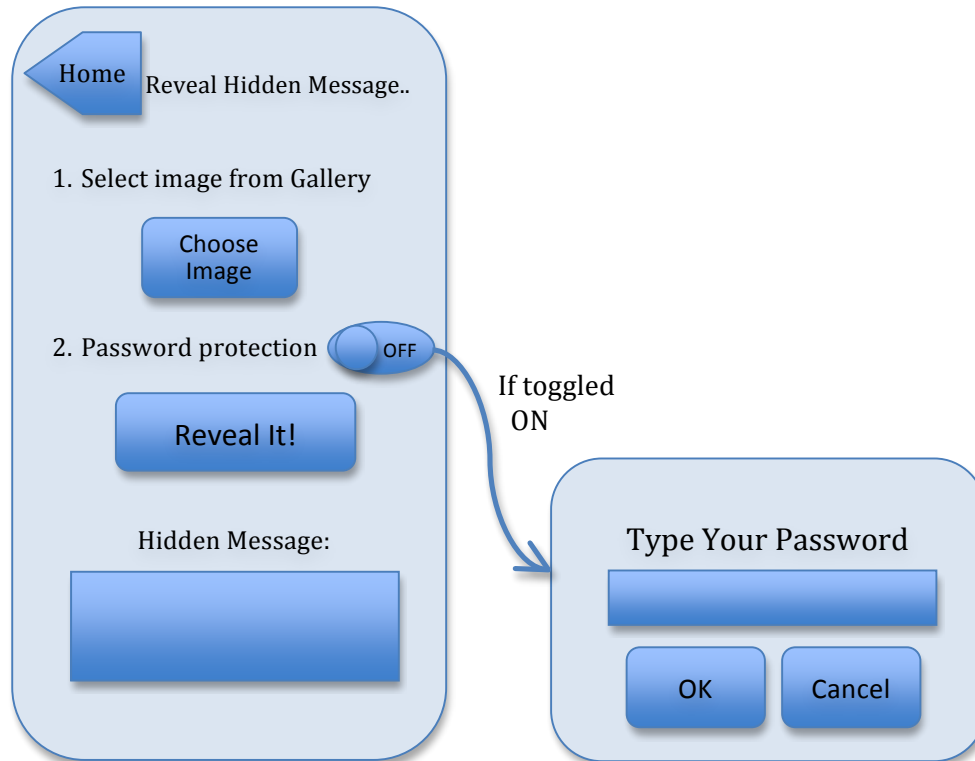 Home
Reveal Hidden Message..
1. Select image from Gallery
Choose
Image
2. Password protection
OFF
If toggled
ON
Reveal It!
Hidden Message:
Type Your Password
OK
Cancel